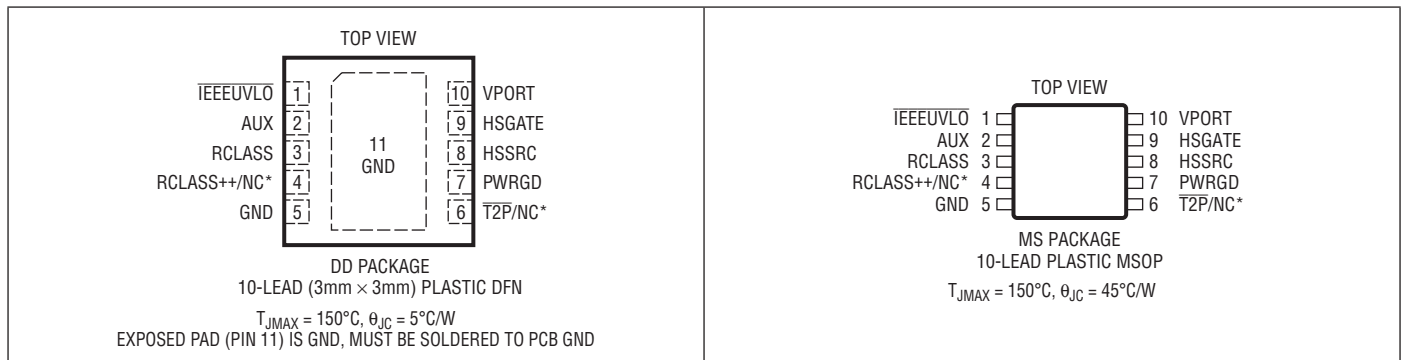 TOP VIEW
IEEEUVLO 1
AUX 2
RCLASS 3
RCLASS++/NC* 4
GND 5
11
GND
10 VPORT
9 HSGATE
8 HSSRC
7 PWRGD
6 T2P/NC*
DD PACKAGE
10-LEAD (3mm × 3mm) PLASTIC DFN
TJMAX = 150°C, θJC = 5°C/W
EXPOSED PAD (PIN 11) IS GND, MUST BE SOLDERED TO PCB GND
TOP VIEW
IEEEUVLO 1
AUX 2
RCLASS 3
RCLASS++/NC* 4
GND 5
10 VPORT
9 HSGATE
8 HSSRC
7 PWRGD
6 T2P/NC*
MS PACKAGE
10-LEAD PLASTIC MSOP
TJMAX = 150°C, θJC = 45°C/W